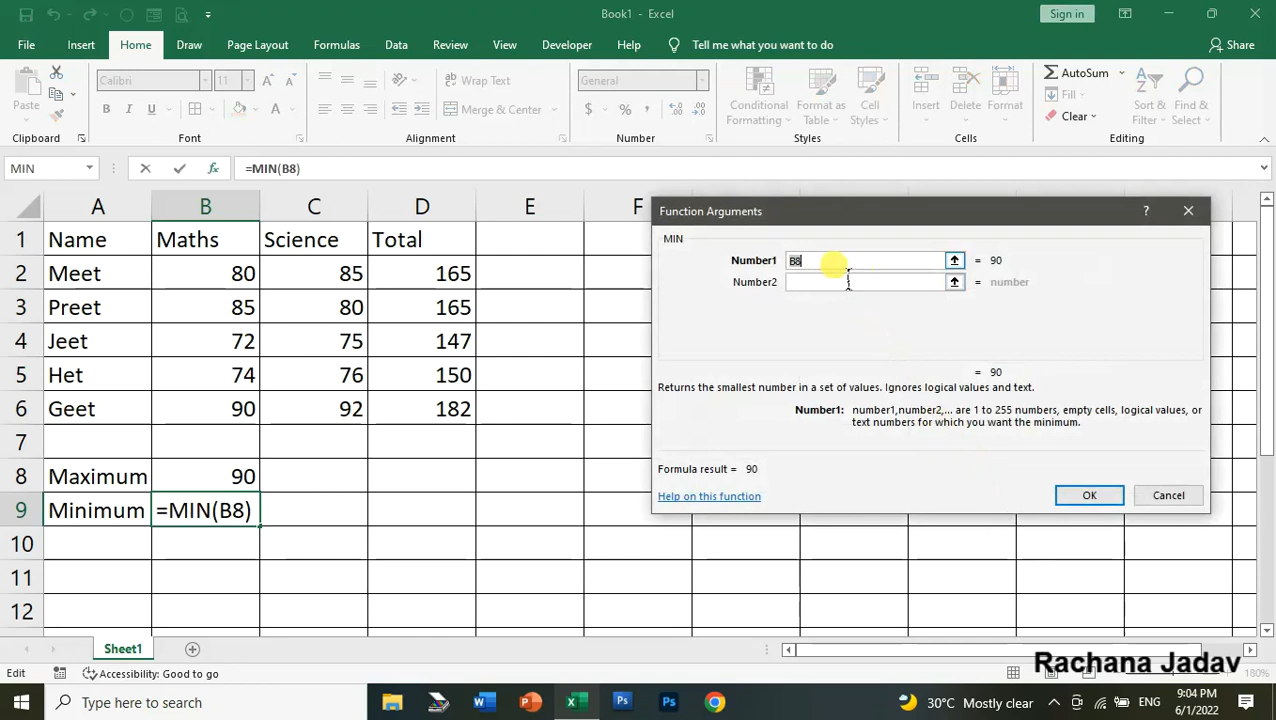 Book1 - Excel
Sign in
File Insert Home Draw Page Layout Formulas Data Review View Developer Help Tell me what you want to do Share
Paste
Clipboard
Calibri 11
B I U
A A A
Font
Wrap Text
Merge & Center
Alignment
General
$ %
Number
Conditional Formatting
Format as Table
Cell Styles
Styles
Insert Delete Format
Cells
AutoSum
Fill
Clear
Sort & Filter
Find & Select
Editing
MIN fx =MIN(B8)
A B C D E F
1 Name Maths Science Total
2 Meet 80 85 165
3 Preet 85 80 165
4 Jeet 72 75 147
5 Het 74 76 150
6 Geet 90 92 182
7
8 Maximum 90
9 Minimum =MIN(B8)
10
11
12
Function Arguments ?
MIN
Number1 B8 = 90
Number2 = number
= 90
Returns the smallest number in a set of values. Ignores logical values and text.
Number1: number1,number2,... are 1 to 255 numbers, empty cells, logical values, or
text numbers for which you want the minimum.
Formula result = 90
Help on this function
OK Cancel
Sheet1
Edit Accessibility: Good to go 180%
Rachana Jadav
Type here to search
30°C Mostly clear
9:04 PM
6/1/2022